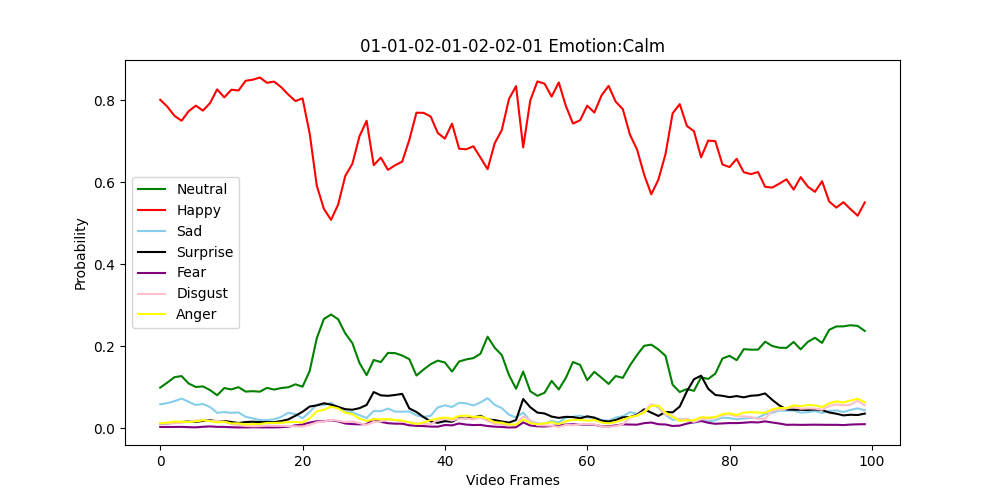 01-01-02-01-02-02-01 Emotion:Calm
Probability
0.8
0.6
0.4
0.2
0.0
Neutral
Happy
Sad
Surprise
Fear
Disgust
Anger
0 20 40 60 80 100
Video Frames